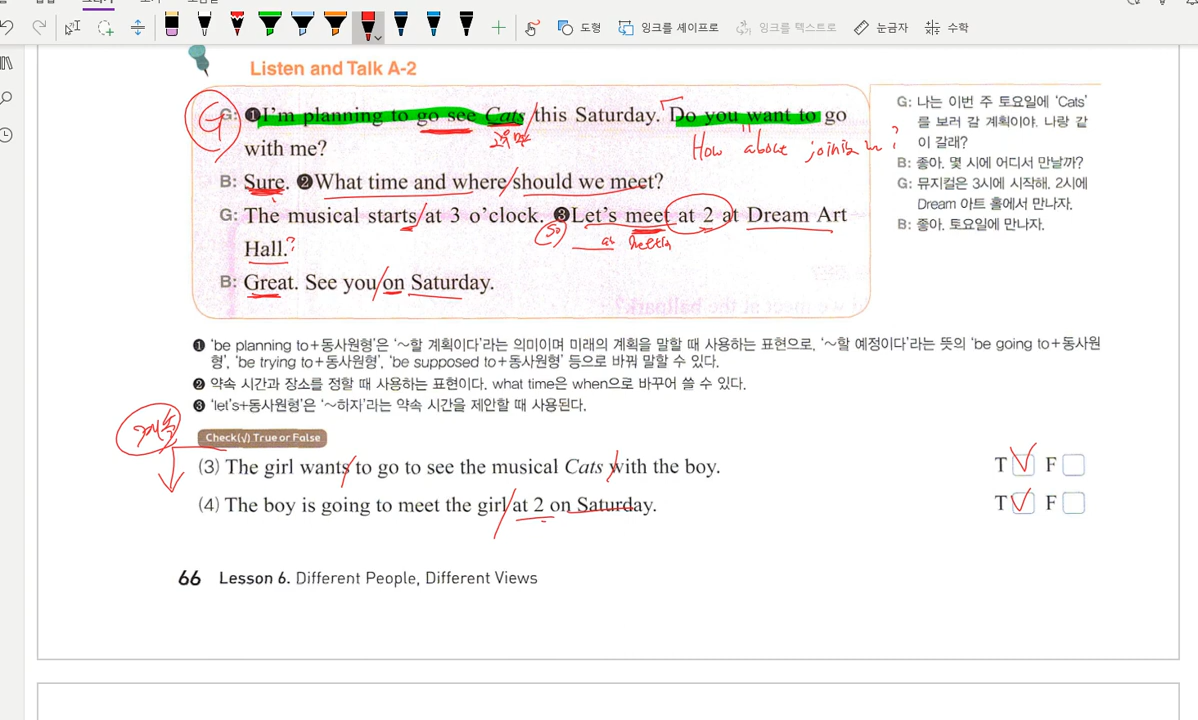 도형
잉크를 셰이프로
잉크를 텍스트로
눈금자
수학
Listen and Talk A-2
G: ❶I'm planning to go see Cats this Saturday. Do you want to go
How about
with me?
B: Sure. ❷What time and where should we meet?
G: The musical starts at 3 o'clock. ❸Let's meet at 2 at Dream Art
so
Hall.?
B: Great. See you on Saturday.
G: 나는 이번 주 토요일에 'Cats'
를 보러 갈 계획이야. 나랑 같
이 갈래?
B: 좋아. 몇 시에 어디서 만날까?
G: 뮤지컬은 3시에 시작해. 2시에
Dream 아트 홀에서 만나자.
B: 좋아. 토요일에 만나자.
❶ 'be planning to+동사원형'은 '~할 계획이다'라는 의미이며 미래의 계획을 말할 때 사용하는 표현으로, '~할 예정이다'라는 뜻의 'be going to+동사원
형', 'be trying to+동사원형', 'be supposed to+동사원형' 등으로 바꿔 말할 수 있다.
❷ 약속 시간과 장소를 정할 때 사용하는 표현이다. what time은 when으로 바꾸어 쓸 수 있다.
❸ 'let's+동사원형'은 '~하자'라는 약속 시간을 제안할 때 사용된다.
Check(√) True or False
(3) The girl wants to go to see the musical Cats with the boy. T F
(4) The boy is going to meet the girl at 2 on Saturday. T F
66 Lesson 6. Different People, Different Views